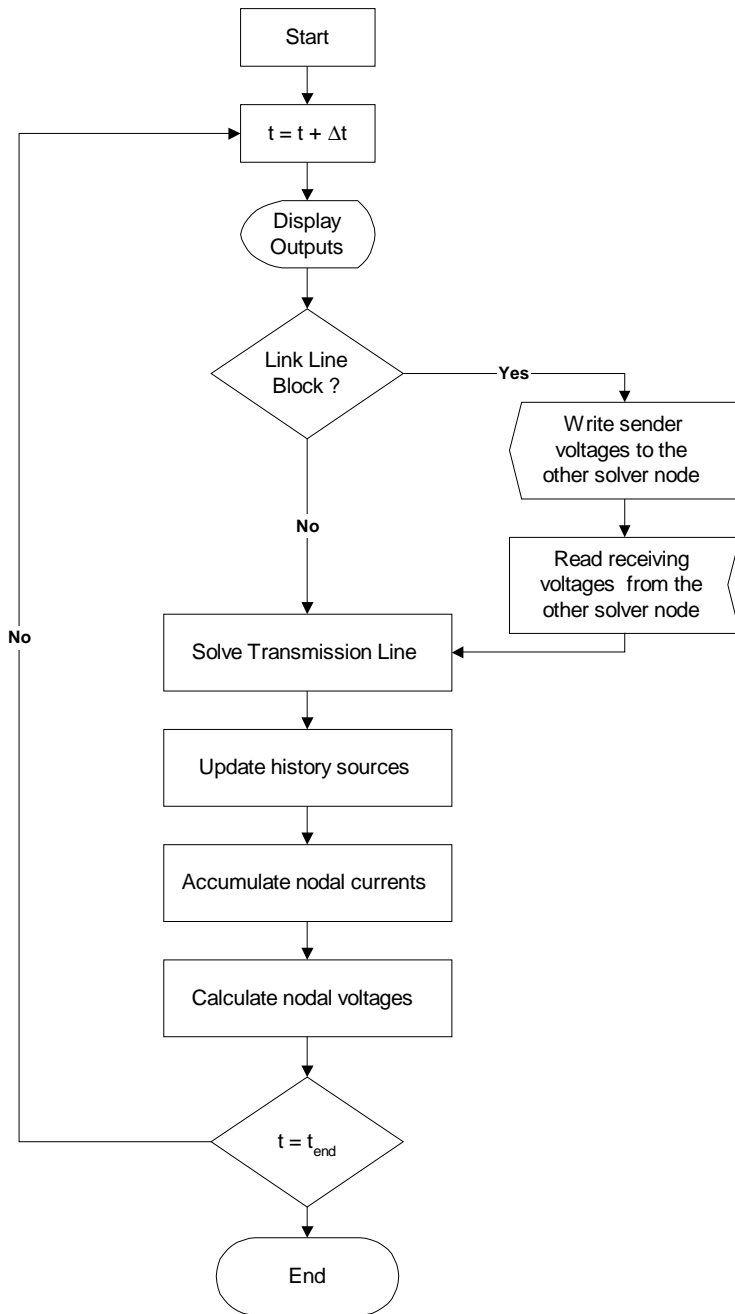 Start
t = t + Δt
Display
Outputs
Link Line
Block ?
Yes
Write sender
voltages to the
other solver node
No
Read receiving
voltages from the
other solver node
No
Solve Transmission Line
Update history sources
Accumulate nodal currents
Calculate nodal voltages
t = t_end
End